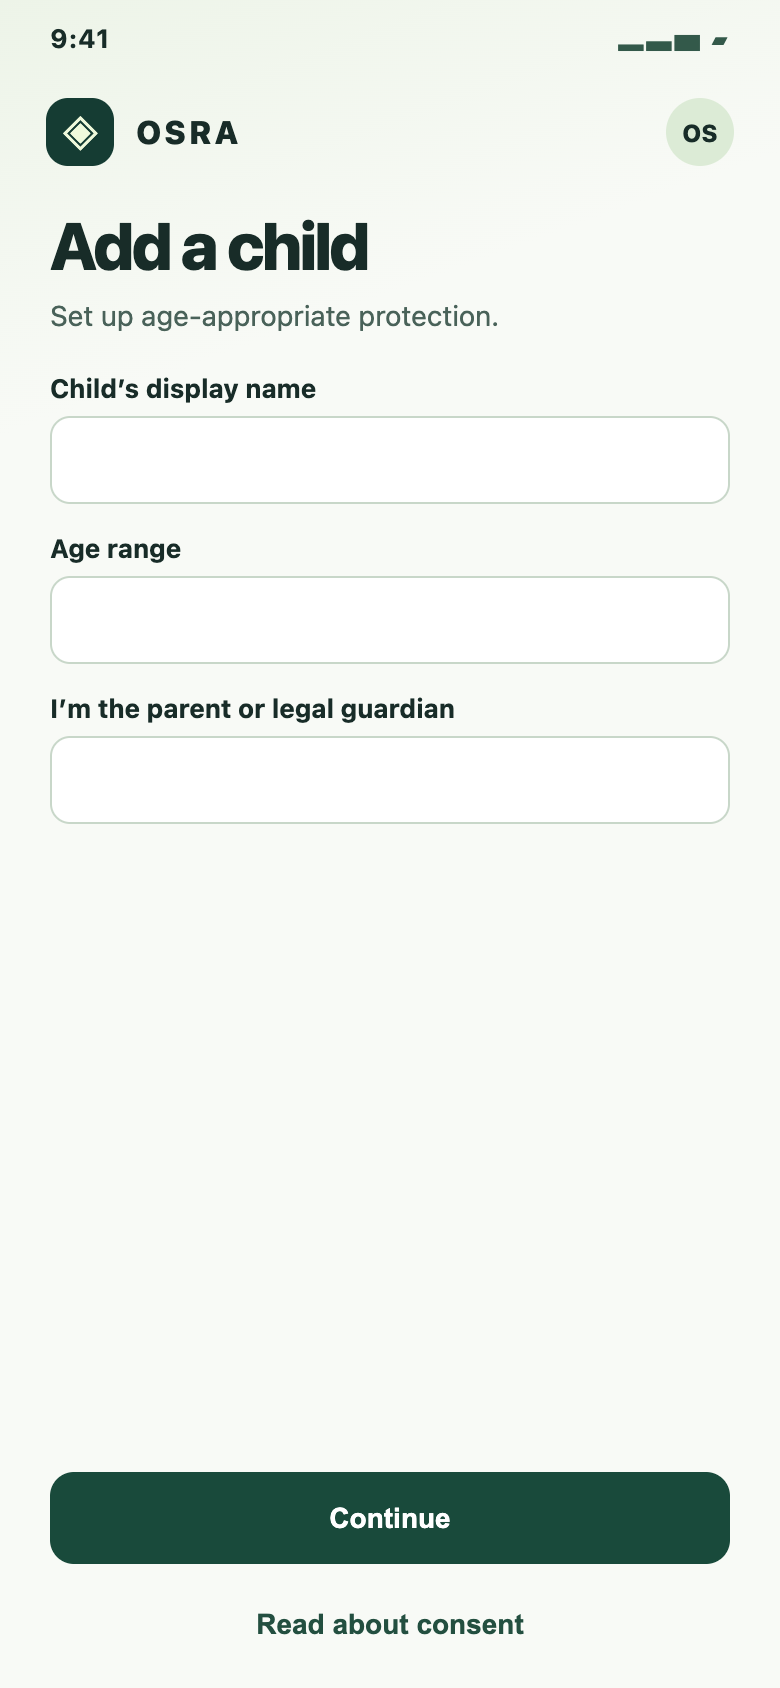 9:41
OSRA
OS
Add a child
Set up age-appropriate protection.
Child’s display name
Age range
I’m the parent or legal guardian
Continue
Read about consent